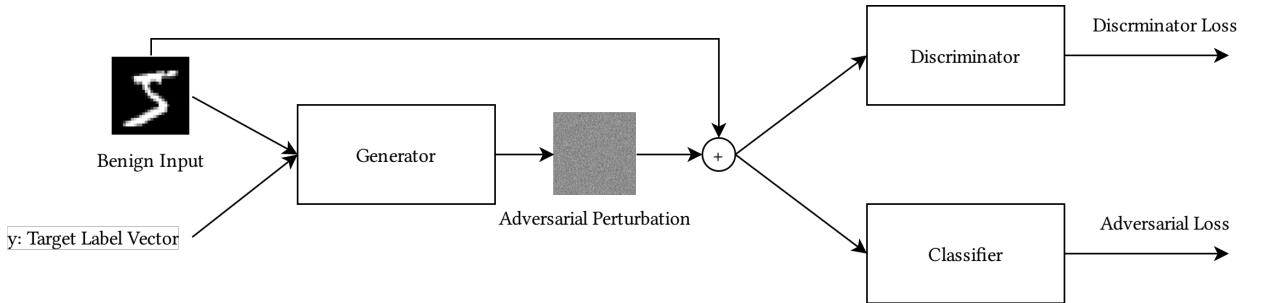 Discrminator Loss
Discriminator
Benign Input
Generator
+
Adversarial Perturbation
y: Target Label Vector
Adversarial Loss
Classifier